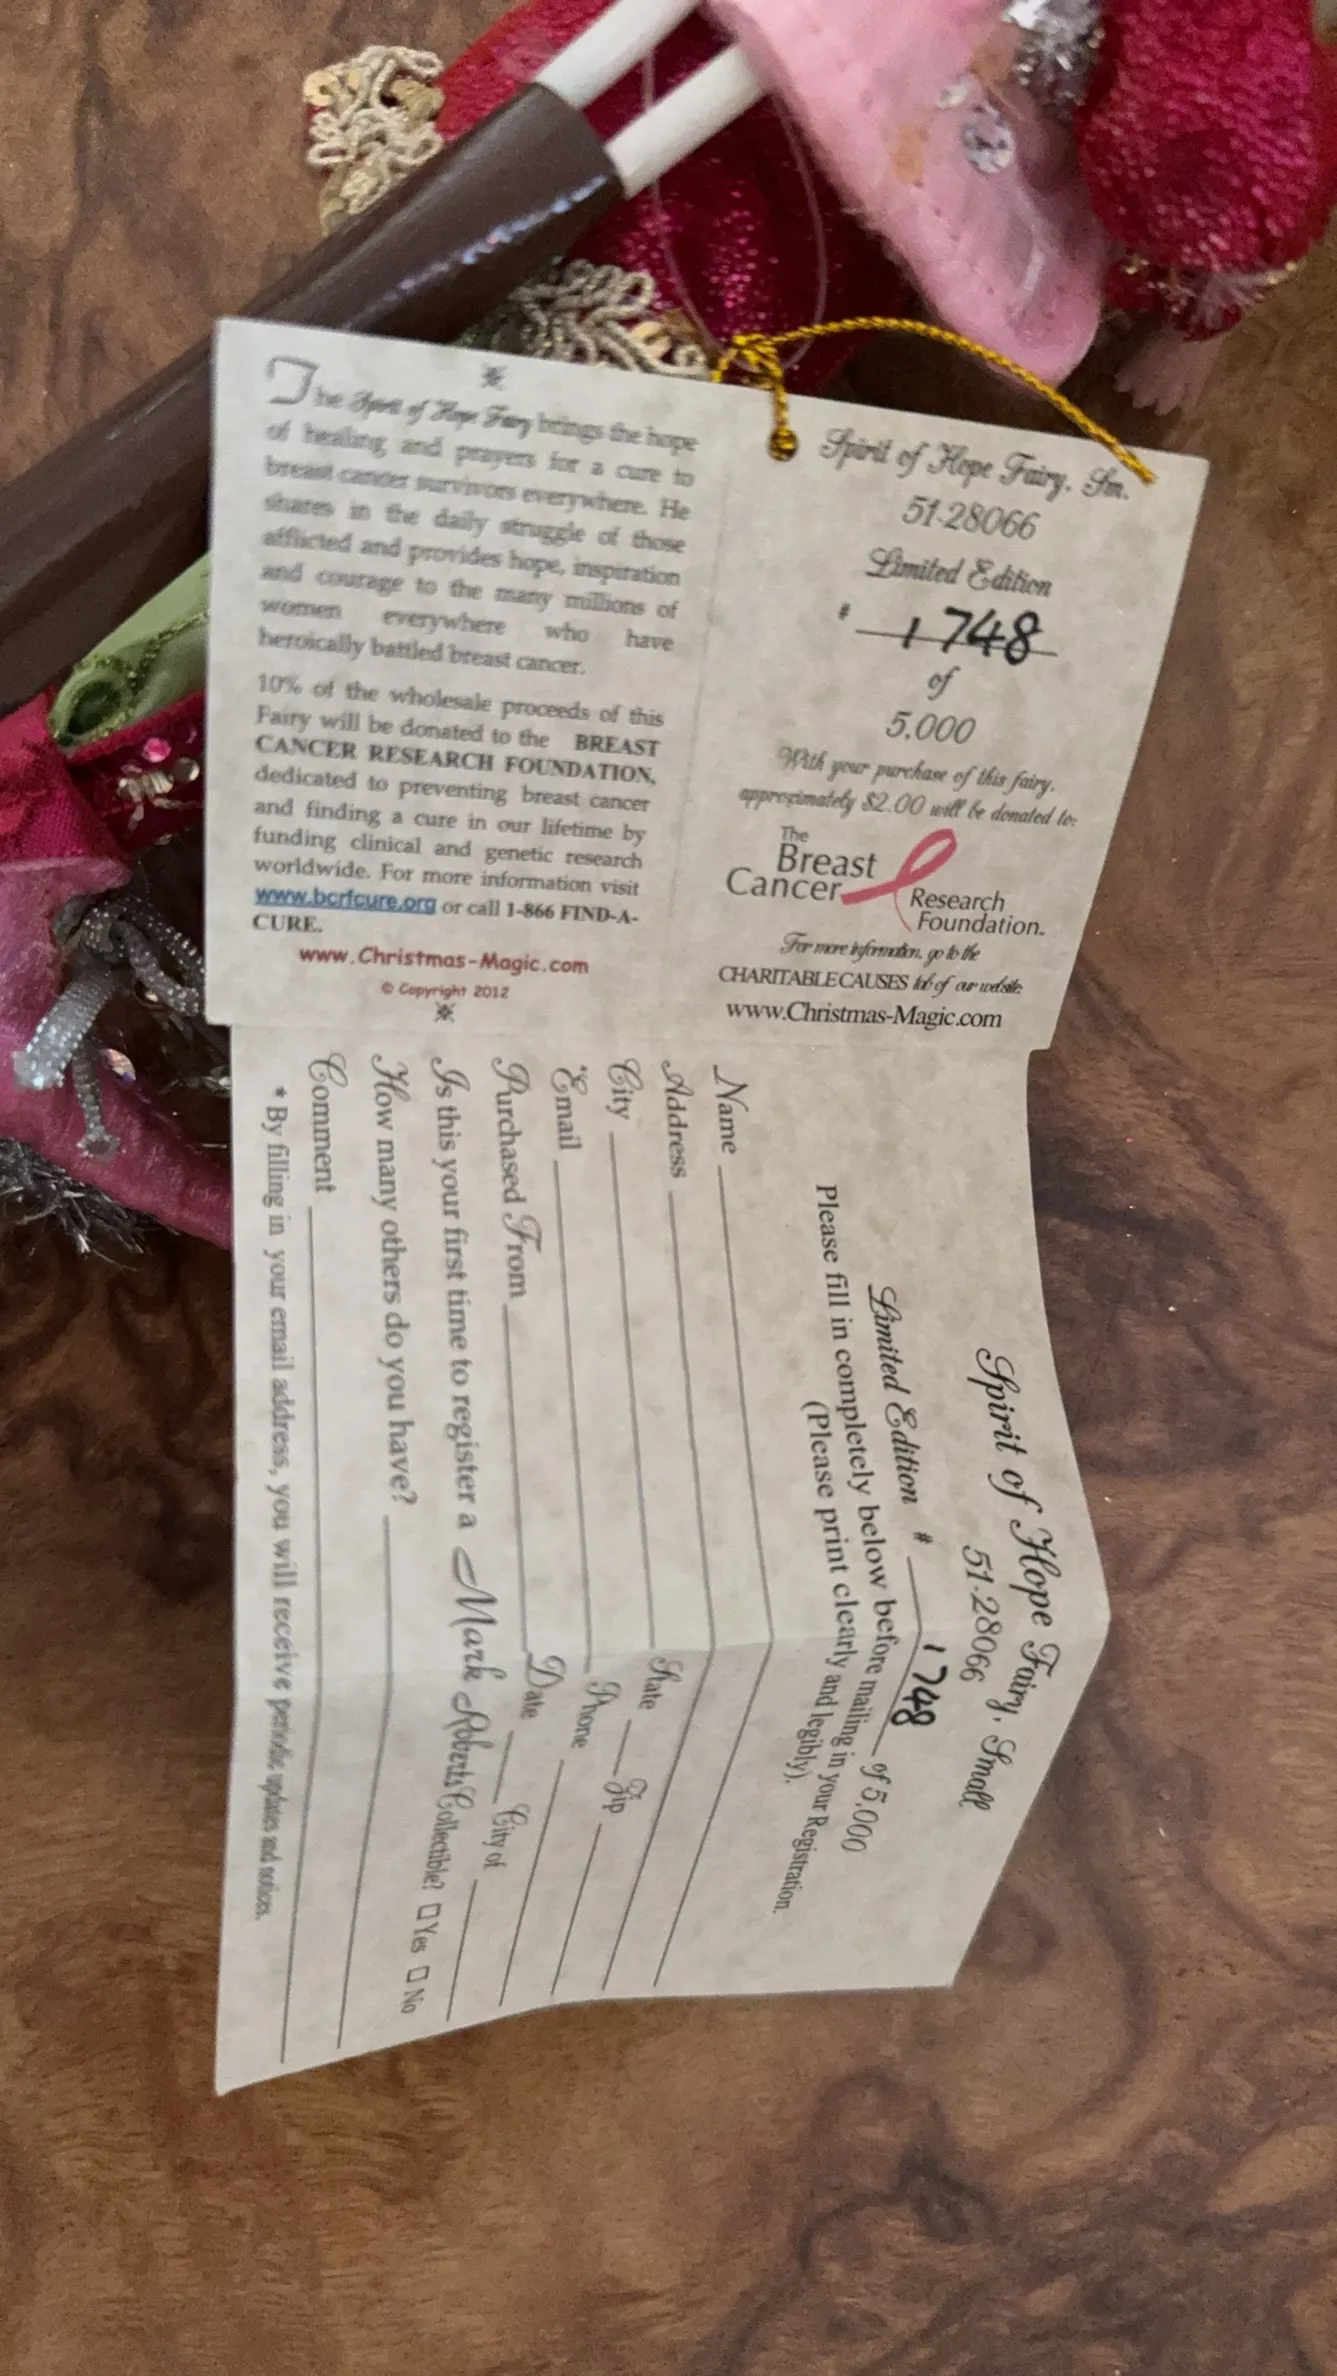 The Spirit of Hope Fairy brings the hope
of healing and prayers for a cure to
breast cancer survivors everywhere. He
shares in the daily struggle of those
afflicted and provides hope, inspiration
and courage to the many millions of
women everywhere who have
heroically battled breast cancer.
10% of the wholesale proceeds of this
Fairy will be donated to the BREAST
CANCER RESEARCH FOUNDATION,
dedicated to preventing breast cancer
and finding a cure in our lifetime by
funding clinical and genetic research
worldwide. For more information visit
www.bcrfcure.org or call 1-866 FIND-A-
CURE.
www.Christmas-Magic.com
© Copyright 2012
Spirit of Hope Fairy, Sm.
51-28066
Limited Edition
# 1748
of
5,000
With your purchase of this fairy,
approximately $2.00 will be donated to:
The
Breast
Cancer
Research
Foundation.
For more information, go to the
CHARITABLE CAUSES tab of our website:
www.Christmas-Magic.com
Spirit of Hope Fairy, Small
51-28066
Limited Edition # 1748 of 5,000
Please fill in completely below before mailing in your Registration.
(Please print clearly and legibly).
Name
Address
City State Zip
*Email Phone
Purchased From Date City of
Is this your first time to register a Mark Roberts Collectible? □ Yes □ No
How many others do you have?
Comment
* By filling in your email address, you will receive periodic updates and notices.